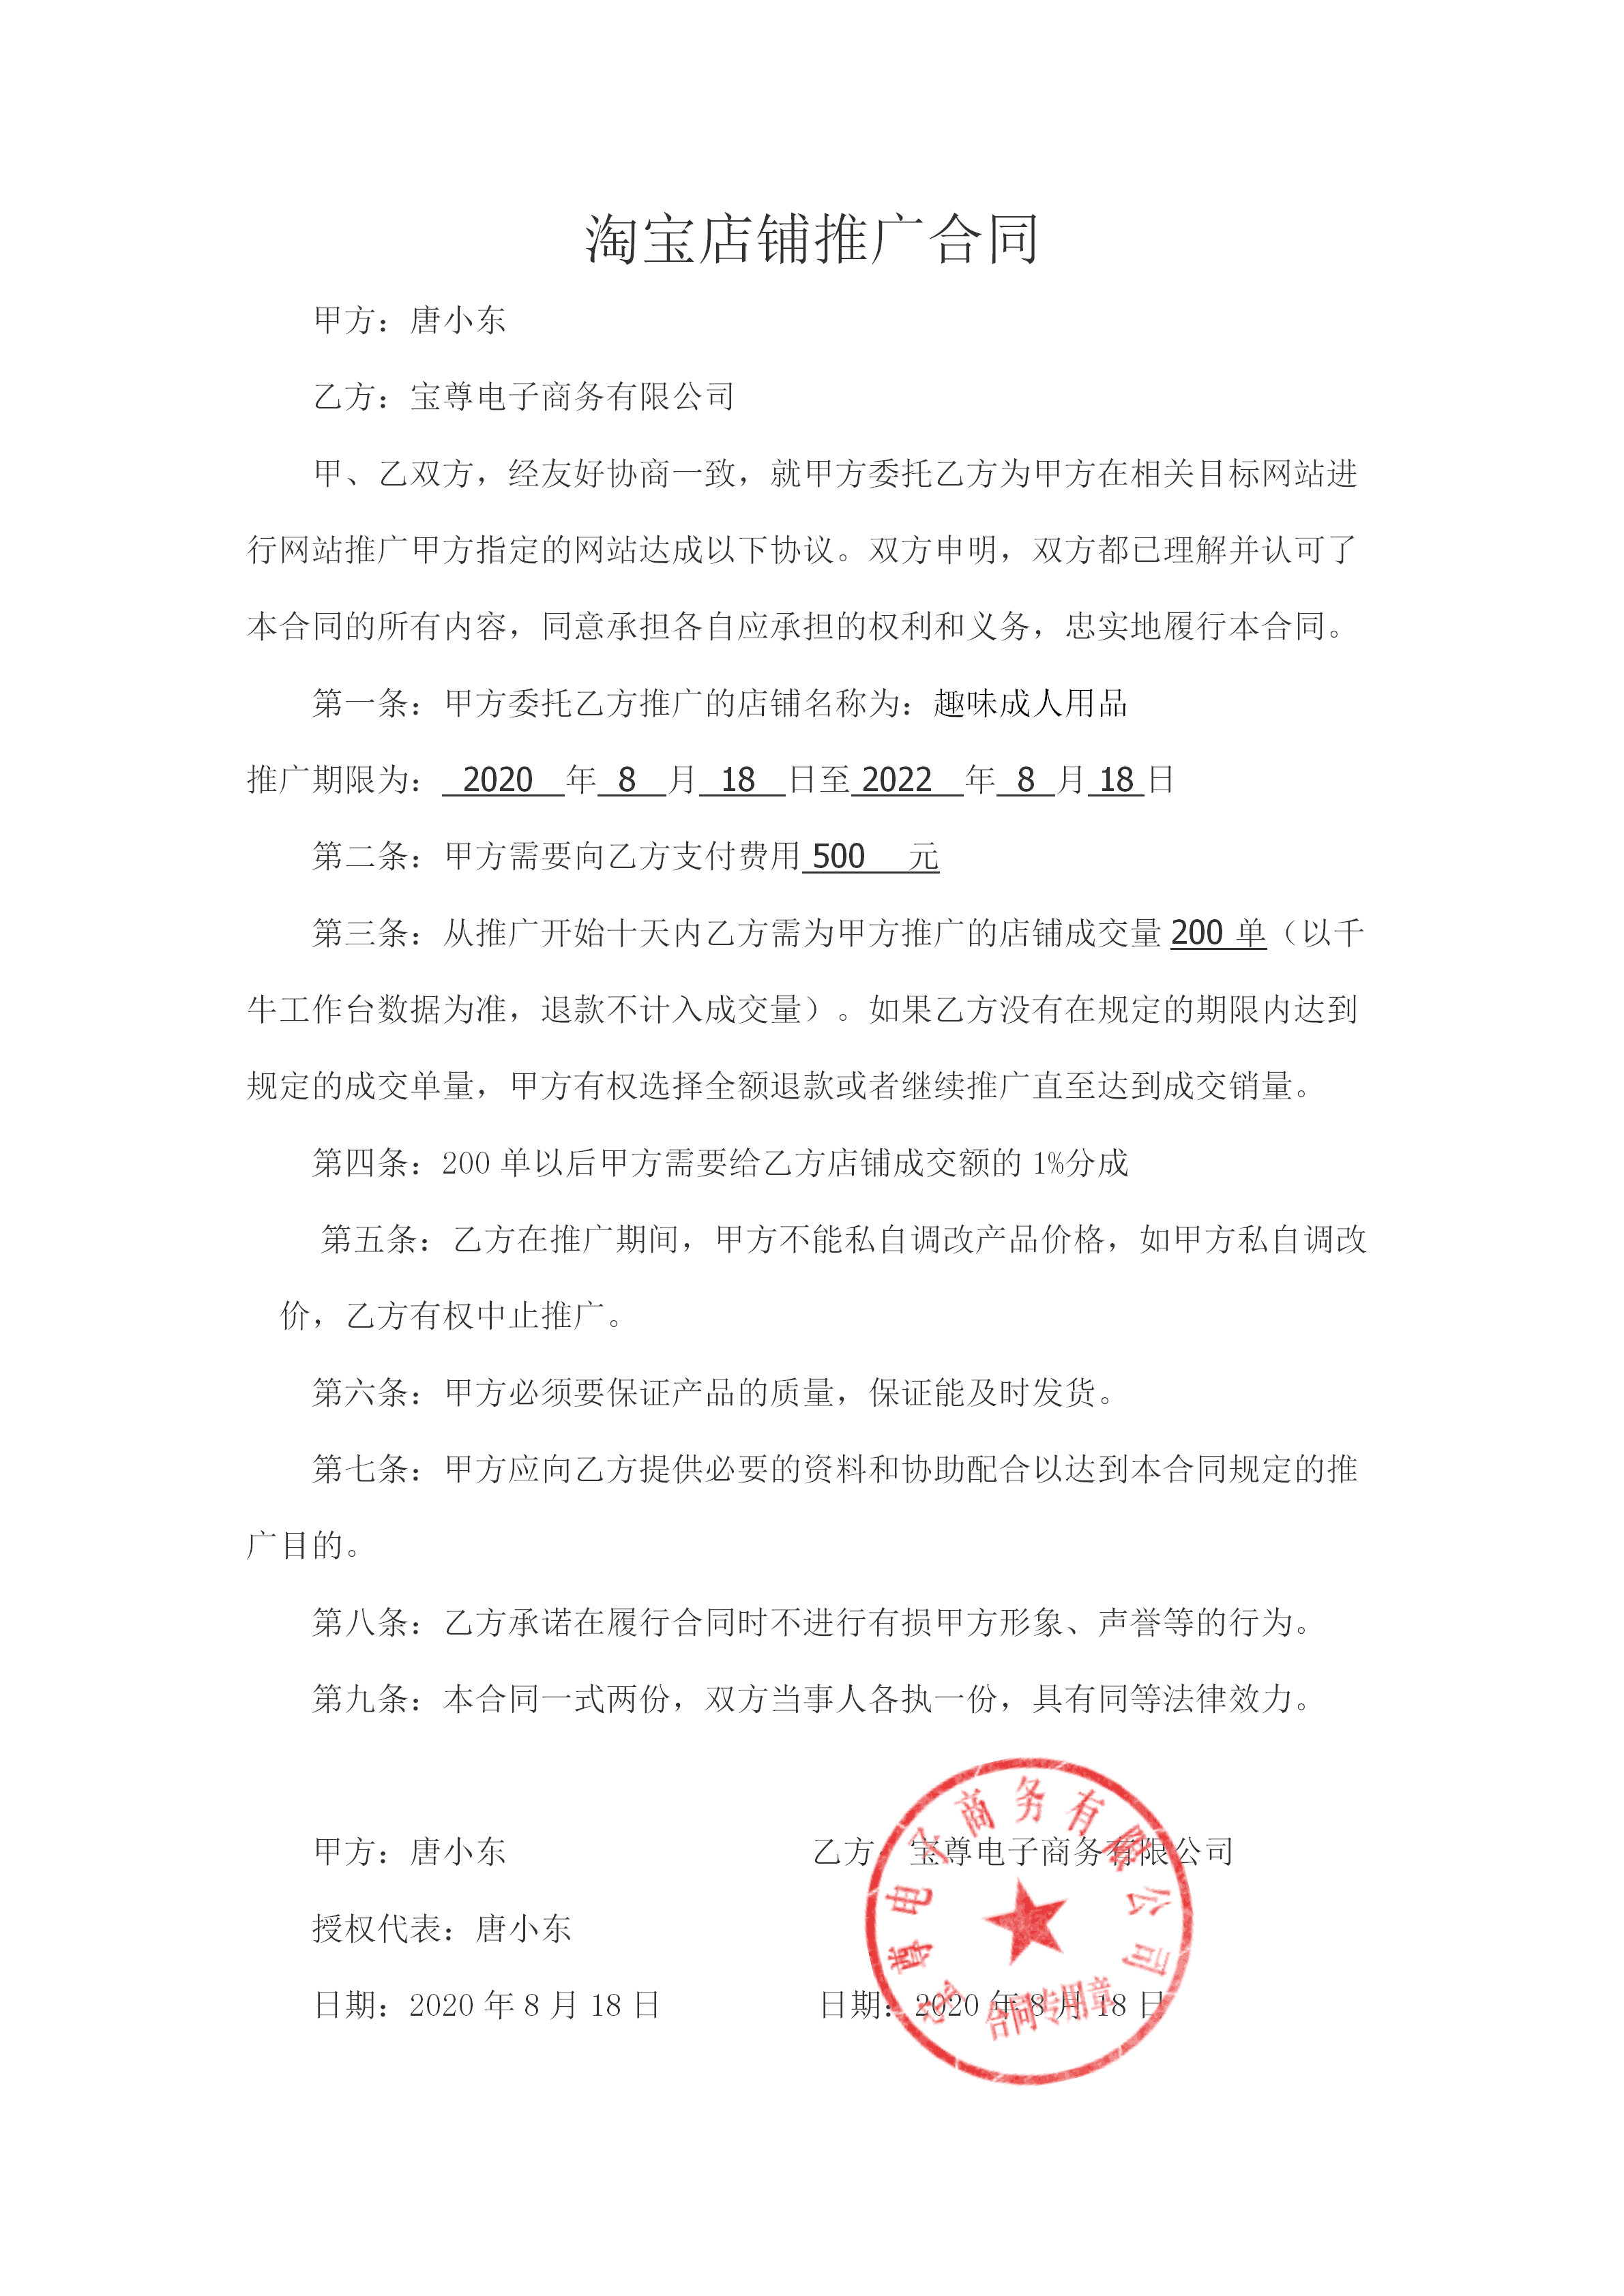 淘宝店铺推广合同
甲方：唐小东
乙方：宝尊电子商务有限公司
甲、乙双方，经友好协商一致，就甲方委托乙方为甲方在相关目标网站进
行网站推广甲方指定的网站达成以下协议。双方申明，双方都已理解并认可了
本合同的所有内容，同意承担各自应承担的权利和义务，忠实地履行本合同。
第一条：甲方委托乙方推广的店铺名称为：趣味成人用品
推广期限为： 2020 年 8 月 18 日至 2022 年 8 月 18 日
第二条：甲方需要向乙方支付费用 500 元
第三条：从推广开始十天内乙方需为甲方推广的店铺成交量 200 单（以千
牛工作台数据为准，退款不计入成交量）。如果乙方没有在规定的期限内达到
规定的成交单量，甲方有权选择全额退款或者继续推广直至达到成交销量。
第四条：200 单以后甲方需要给乙方店铺成交额的 1%分成
第五条：乙方在推广期间，甲方不能私自调改产品价格，如甲方私自调改
价，乙方有权中止推广。
第六条：甲方必须要保证产品的质量，保证能及时发货。
第七条：甲方应向乙方提供必要的资料和协助配合以达到本合同规定的推
广目的。
第八条：乙方承诺在履行合同时不进行有损甲方形象、声誉等的行为。
第九条：本合同一式两份，双方当事人各执一份，具有同等法律效力。
甲方：唐小东 乙方：宝尊电子商务有限公司
授权代表：唐小东
日期：2020 年 8 月 18 日 日期：2020 年 8 月 18 日
宝尊电子商务有限公司
合同专用章